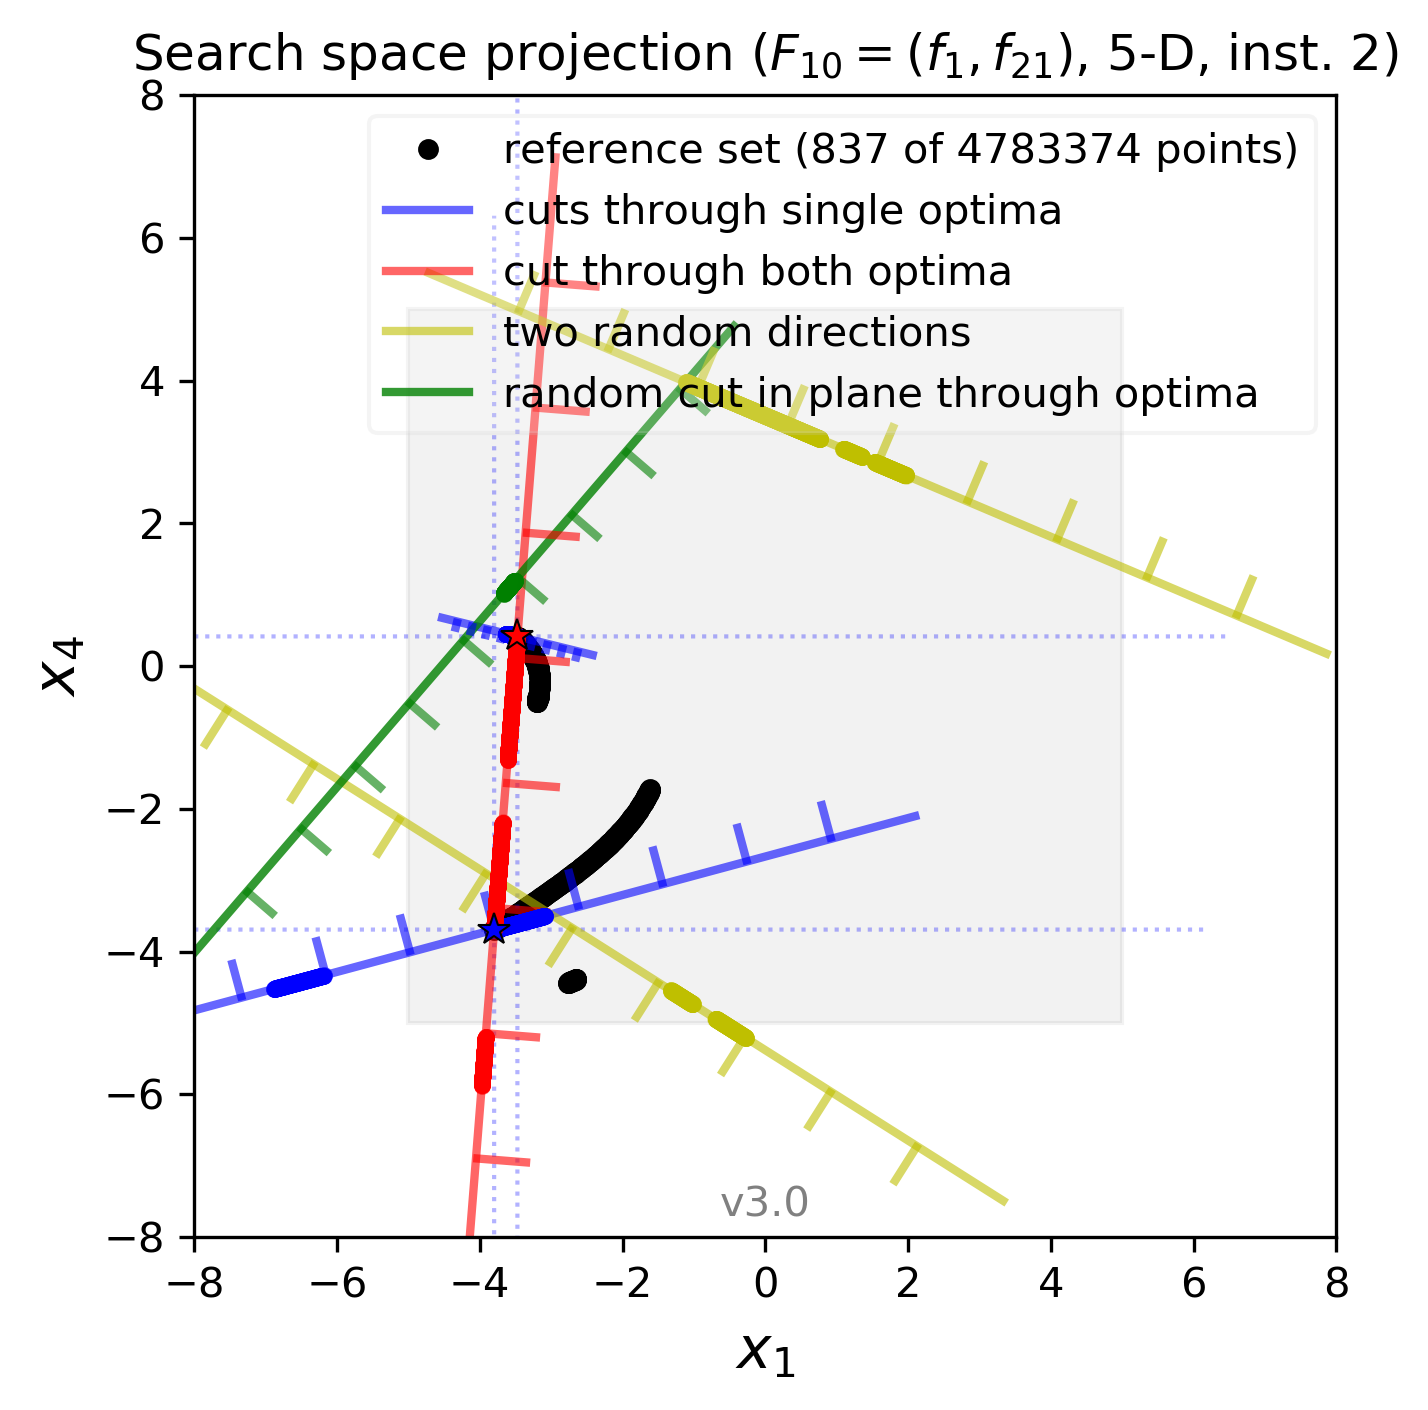 Search space projection (F₁₀ = (f₁, f₂₁), 5-D, inst. 2)
reference set (837 of 4783374 points)
cuts through single optima
cut through both optima
two random directions
random cut in plane through optima
8
6
4
2
0
−2
−4
−6
−8
x₄
v3.0
−8 −6 −4 −2 0 2 4 6 8
x₁